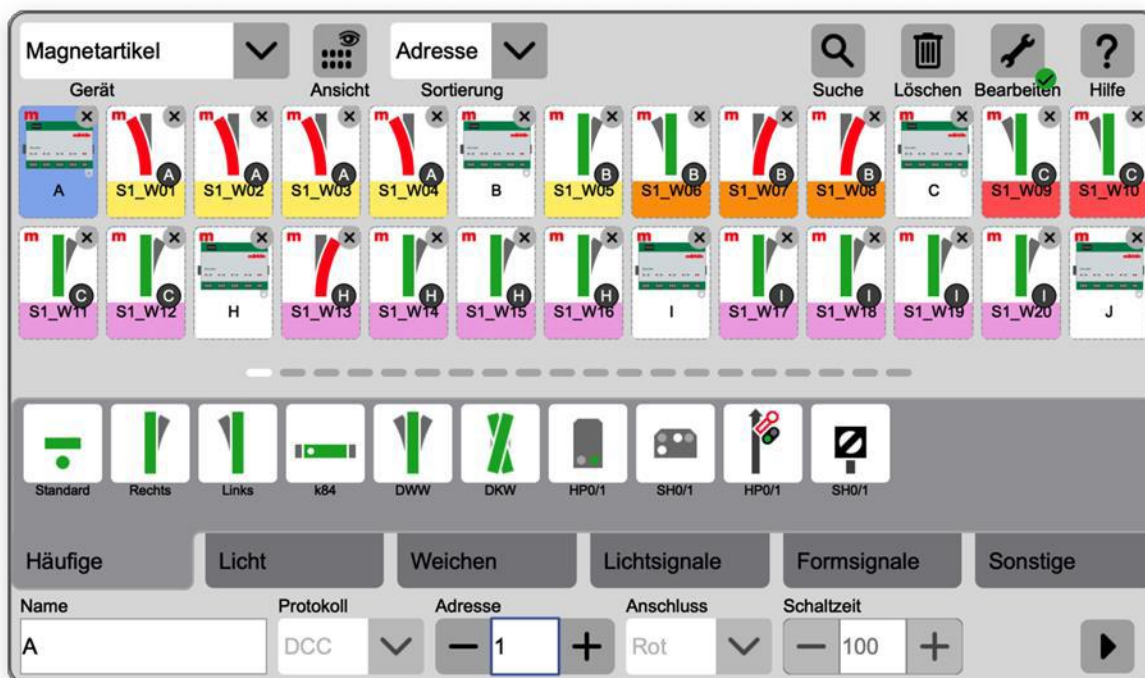 Magnetartikel
Adresse
?
Gerät
Ansicht
Sortierung
Suche
Löschen
Bearbeiten
Hilfe
m A
m S1_W01 A
m S1_W02 A
m S1_W03 A
m S1_W04 A
m B
m S1_W05 B
m S1_W06 B
m S1_W07 B
m S1_W08 B
m C
m S1_W09 C
m S1_W10 C
m S1_W11 C
m S1_W12 C
m H
m S1_W13 H
m S1_W14 H
m S1_W15 H
m S1_W16 H
m I
m S1_W17 I
m S1_W18 I
m S1_W19 I
m S1_W20 I
m J
Standard
Rechts
Links
k84
DWW
DKW
HP0/1
SH0/1
HP0/1
SH0/1
Häufige
Licht
Weichen
Lichtsignale
Formsignale
Sonstige
Name
Protokoll
Adresse
Anschluss
Schaltzeit
A
DCC
1
Rot
100